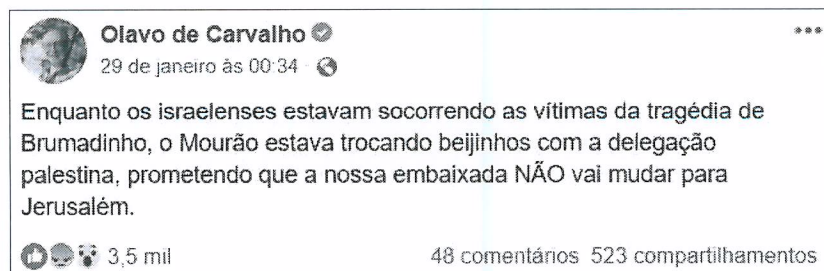 Olavo de Carvalho
29 de janeiro às 00:34
Enquanto os israelenses estavam socorrendo as vítimas da tragédia de
Brumadinho, o Mourão estava trocando beijinhos com a delegação
palestina, prometendo que a nossa embaixada NÃO vai mudar para
Jerusalém.
3,5 mil 48 comentários 523 compartilhamentos